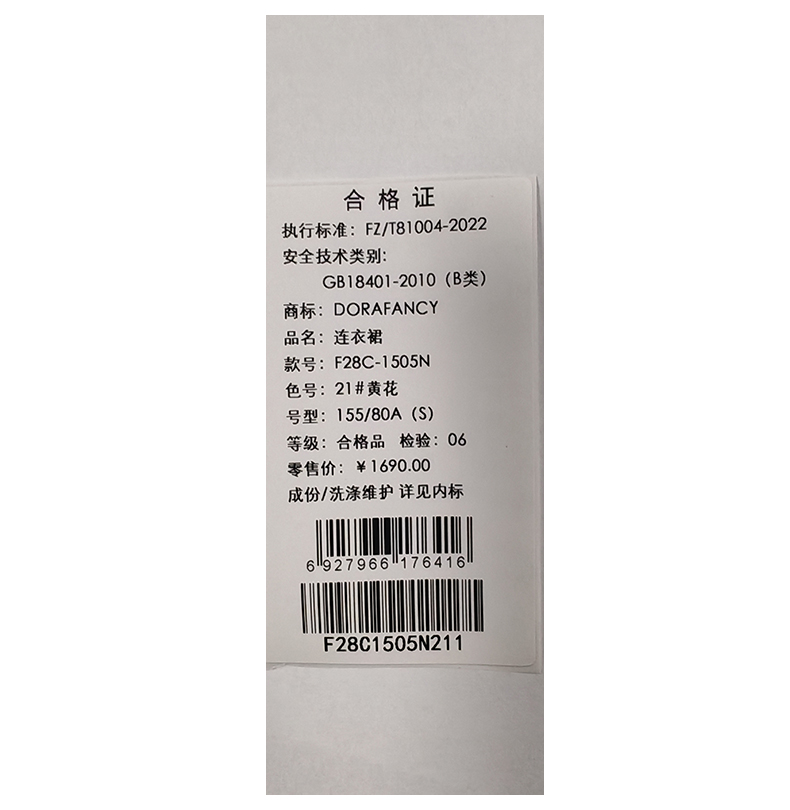 合格证
执行标准：FZ/T81004-2022
安全技术类别：
GB18401-2010（B类）
商标：DORAFANCY
品名：连衣裙
款号：F28C-1505N
色号：21#黄花
号型：155/80A（S）
等级：合格品 检验：06
零售价：￥1690.00
成份/洗涤维护 详见内标
6 927966 176416
F28C1505N211